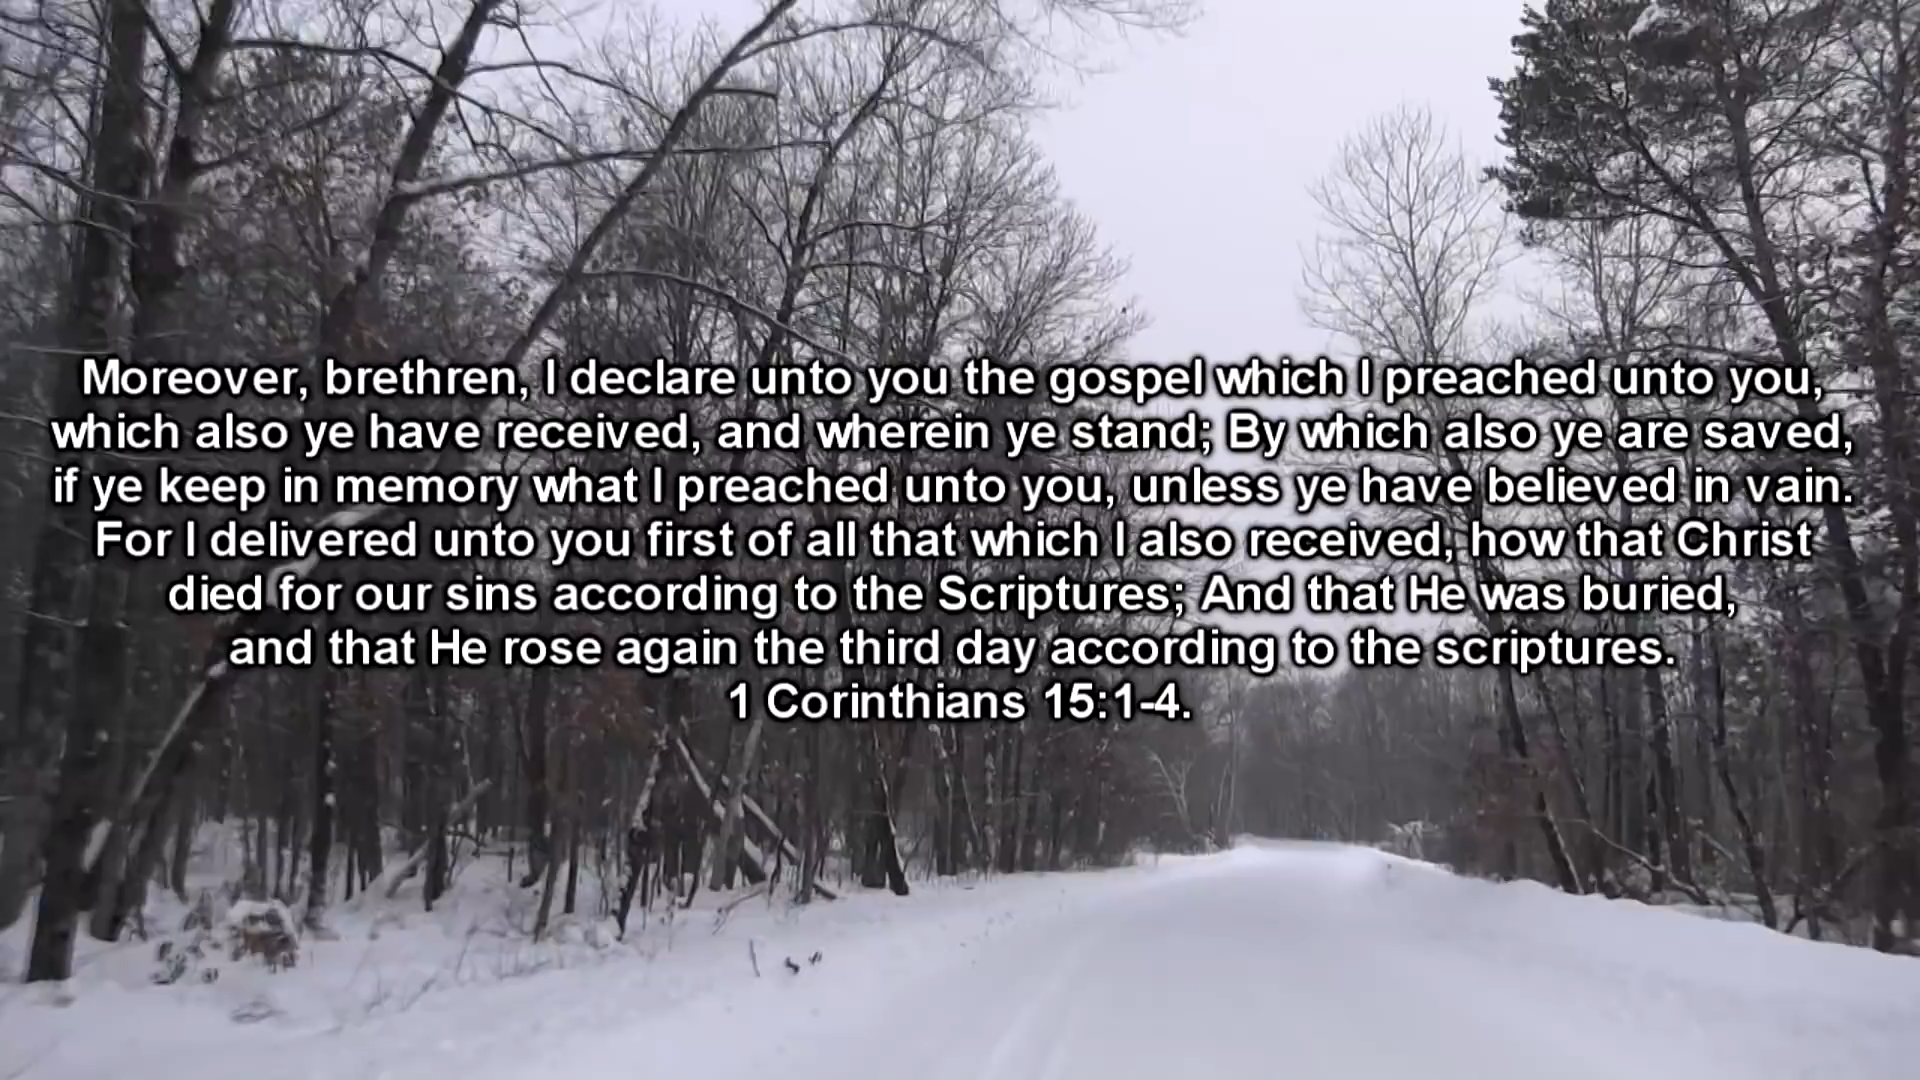 Moreover, brethren, I declare unto you the gospel which I preached unto you,
which also ye have received, and wherein ye stand; By which also ye are saved,
if ye keep in memory what I preached unto you, unless ye have believed in vain.
For I delivered unto you first of all that which I also received, how that Christ
died for our sins according to the Scriptures; And that He was buried,
and that He rose again the third day according to the scriptures.
1 Corinthians 15:1-4.